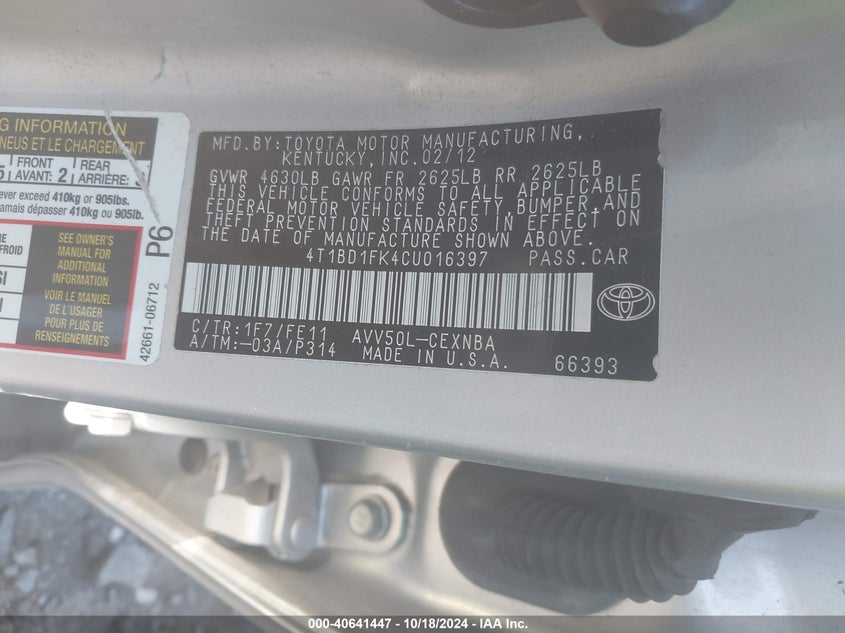 G INFORMATION
NEUS ET LE CHARGEMENT
FRONT REAR
AVANT: 2 ARRIÈRE:
ever exceed 410kg or 905lbs.
amais dépasser 410kg ou 905lb.
FROID
SEE OWNER'S
MANUAL FOR
ADDITIONAL
INFORMATION
VOIR LE MANUEL
DE L'USAGER
POUR PLUS DE
RENSEIGNEMENTS
P6
42661-06712
MFD.BY:TOYOTA MOTOR MANUFACTURING,
KENTUCKY,INC.02/12
GVWR 4630LB GAWR FR 2625LB RR 2625LB
THIS VEHICLE CONFORMS TO ALL APPLICABLE
FEDERAL MOTOR VEHICLE SAFETY,BUMPER,AND
THEFT PREVENTION STANDARDS IN EFFECT ON
THE DATE OF MANUFACTURE SHOWN ABOVE.
4T1BD1FK4CU016397 PASS.CAR
C/TR:1F7/FE11 AVV50L-CEXNBA
A/TM:-03A/P314 MADE IN U.S.A.
66393
000-40641447 - 10/18/2024 - IAA Inc.